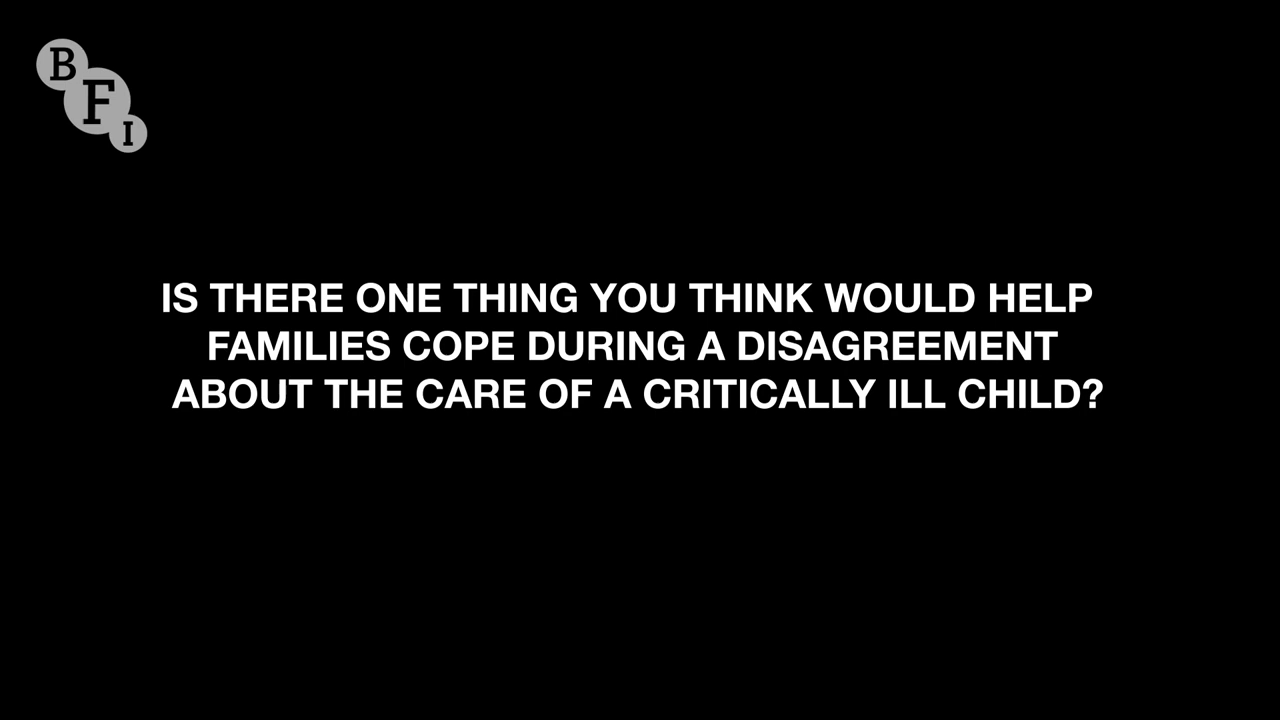 BFI
IS THERE ONE THING YOU THINK WOULD HELP
FAMILIES COPE DURING A DISAGREEMENT
ABOUT THE CARE OF A CRITICALLY ILL CHILD?